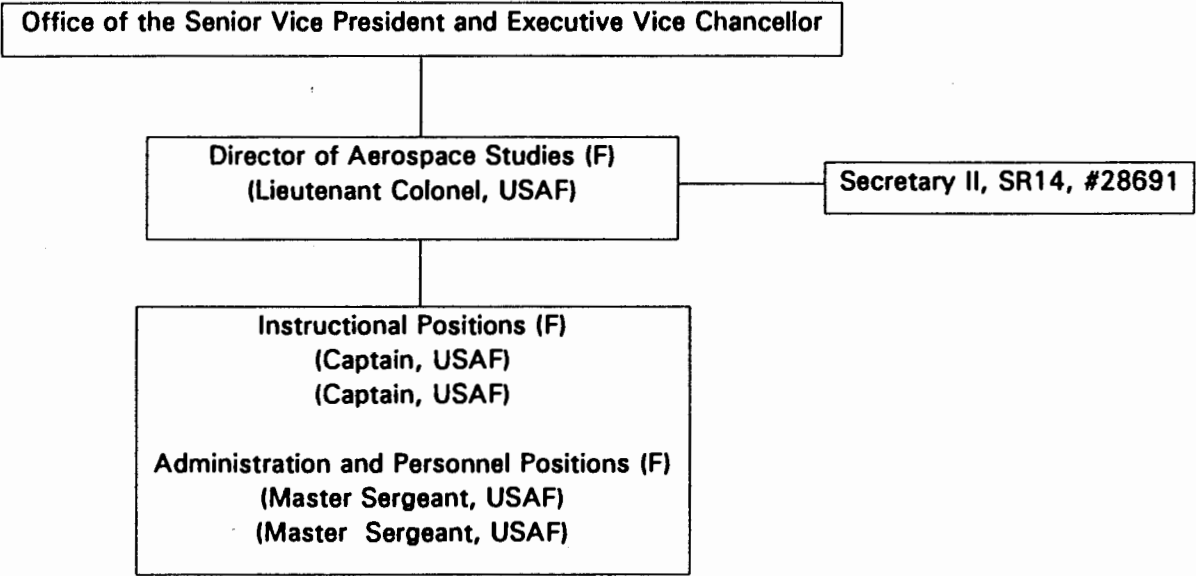 Office of the Senior Vice President and Executive Vice Chancellor
Director of Aerospace Studies (F)
(Lieutenant Colonel, USAF)
Secretary II, SR14, #28691
Instructional Positions (F)
(Captain, USAF)
(Captain, USAF)
Administration and Personnel Positions (F)
(Master Sergeant, USAF)
(Master Sergeant, USAF)